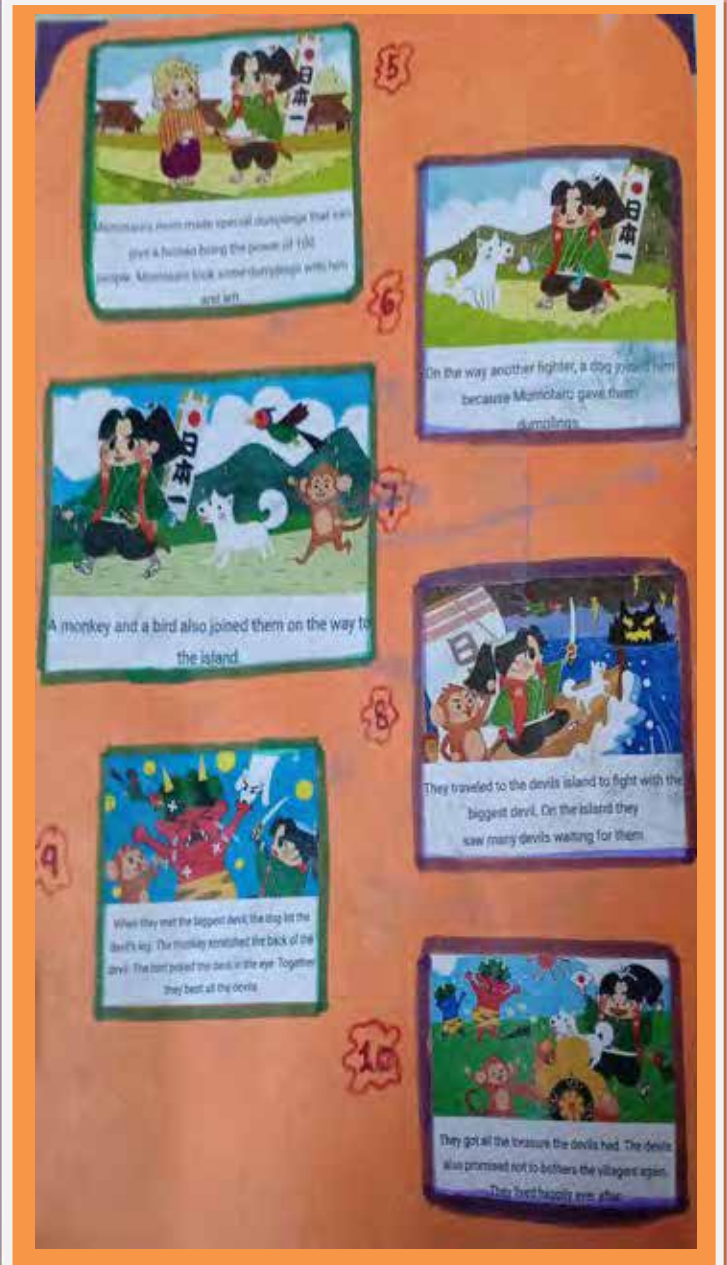 5
日本一
Momotaro's mom made special dumplings that can
give a human being the power of 100
people. Momotaro took some dumplings with him
and left.
6
日本一
On the way another fighter, a dog joined him
because Momotaro gave them
dumplings.
7
日本一
A monkey and a bird also joined them on the way to
the island.
8
日
They traveled to the devils island to fight with the
biggest devil. On the island they
saw many devils waiting for them.
9
When they met the biggest devil, the dog bit the
devil's leg. The monkey scratched the back of the
devil. The bird poked the devil in the eye. Together
they beat all the devils.
10
They got all the treasure the devils had. The devils
also promised not to bothers the villagers again.
They lived happily ever after.